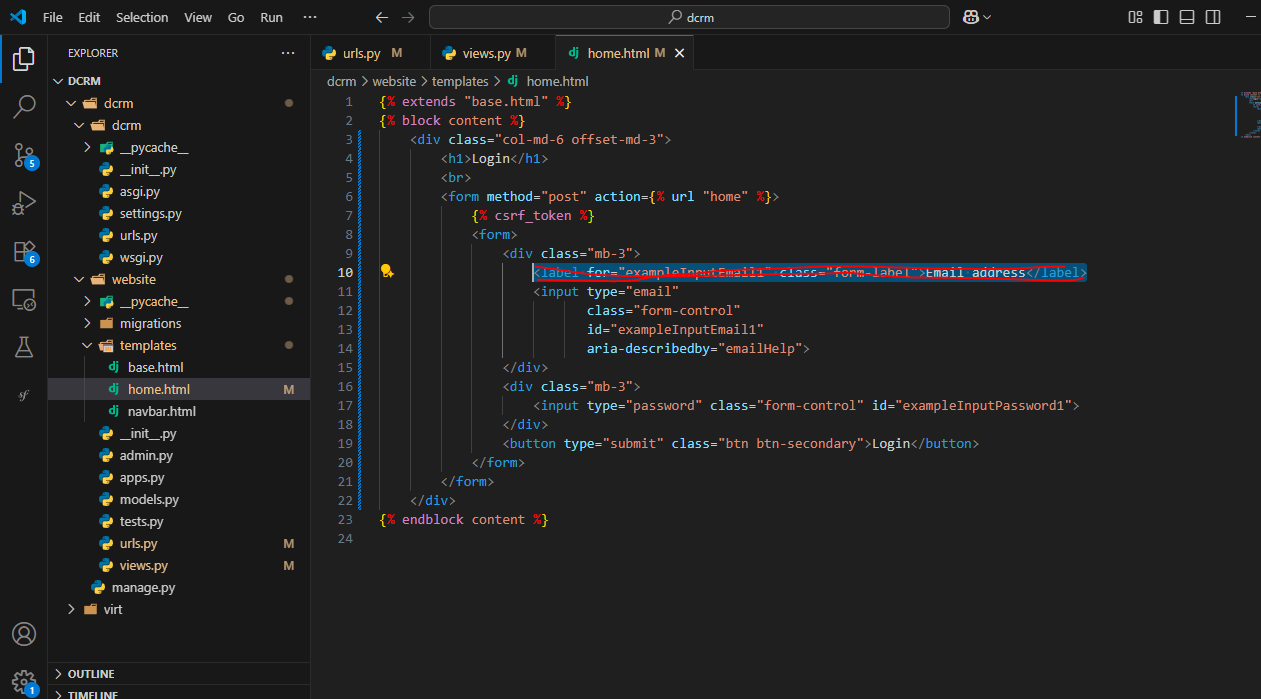 File Edit Selection View Go Run ··· dcrm
EXPLORER ···
DCRM
dcrm
dcrm
__pycache__
__init__.py
asgi.py
settings.py
urls.py
wsgi.py
website
__pycache__
migrations
templates
base.html
home.html M
navbar.html
__init__.py
admin.py
apps.py
models.py
tests.py
urls.py M
views.py M
manage.py
virt
OUTLINE
TIMELINE
5
6
1
urls.py M views.py M home.html M
dcrm > website > templates > dj home.html
1 {% extends "base.html" %}
2 {% block content %}
3 <div class="col-md-6 offset-md-3">
4 <h1>Login</h1>
5 <br>
6 <form method="post" action={% url "home" %}>
7 {% csrf_token %}
8 <form>
9 <div class="mb-3">
10 <label for="exampleInputEmail1" class="form-label">Email address</label>
11 <input type="email"
12 class="form-control"
13 id="exampleInputEmail1"
14 aria-describedby="emailHelp">
15 </div>
16 <div class="mb-3">
17 <input type="password" class="form-control" id="exampleInputPassword1">
18 </div>
19 <button type="submit" class="btn btn-secondary">Login</button>
20 </form>
21 </form>
22 </div>
23 {% endblock content %}
24